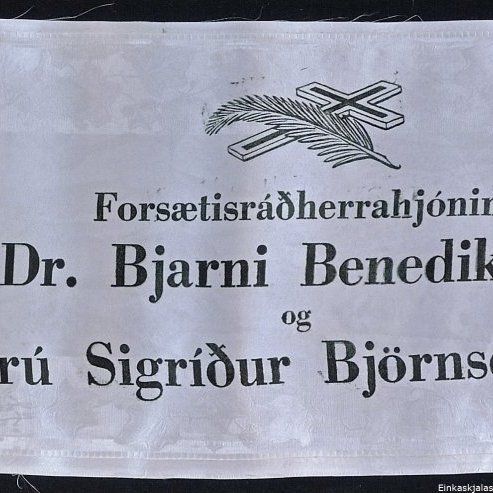 Forsætisráðherrahjónin
Dr. Bjarni Benedik
og
rú Sigríður Björns
Einkaskjalas